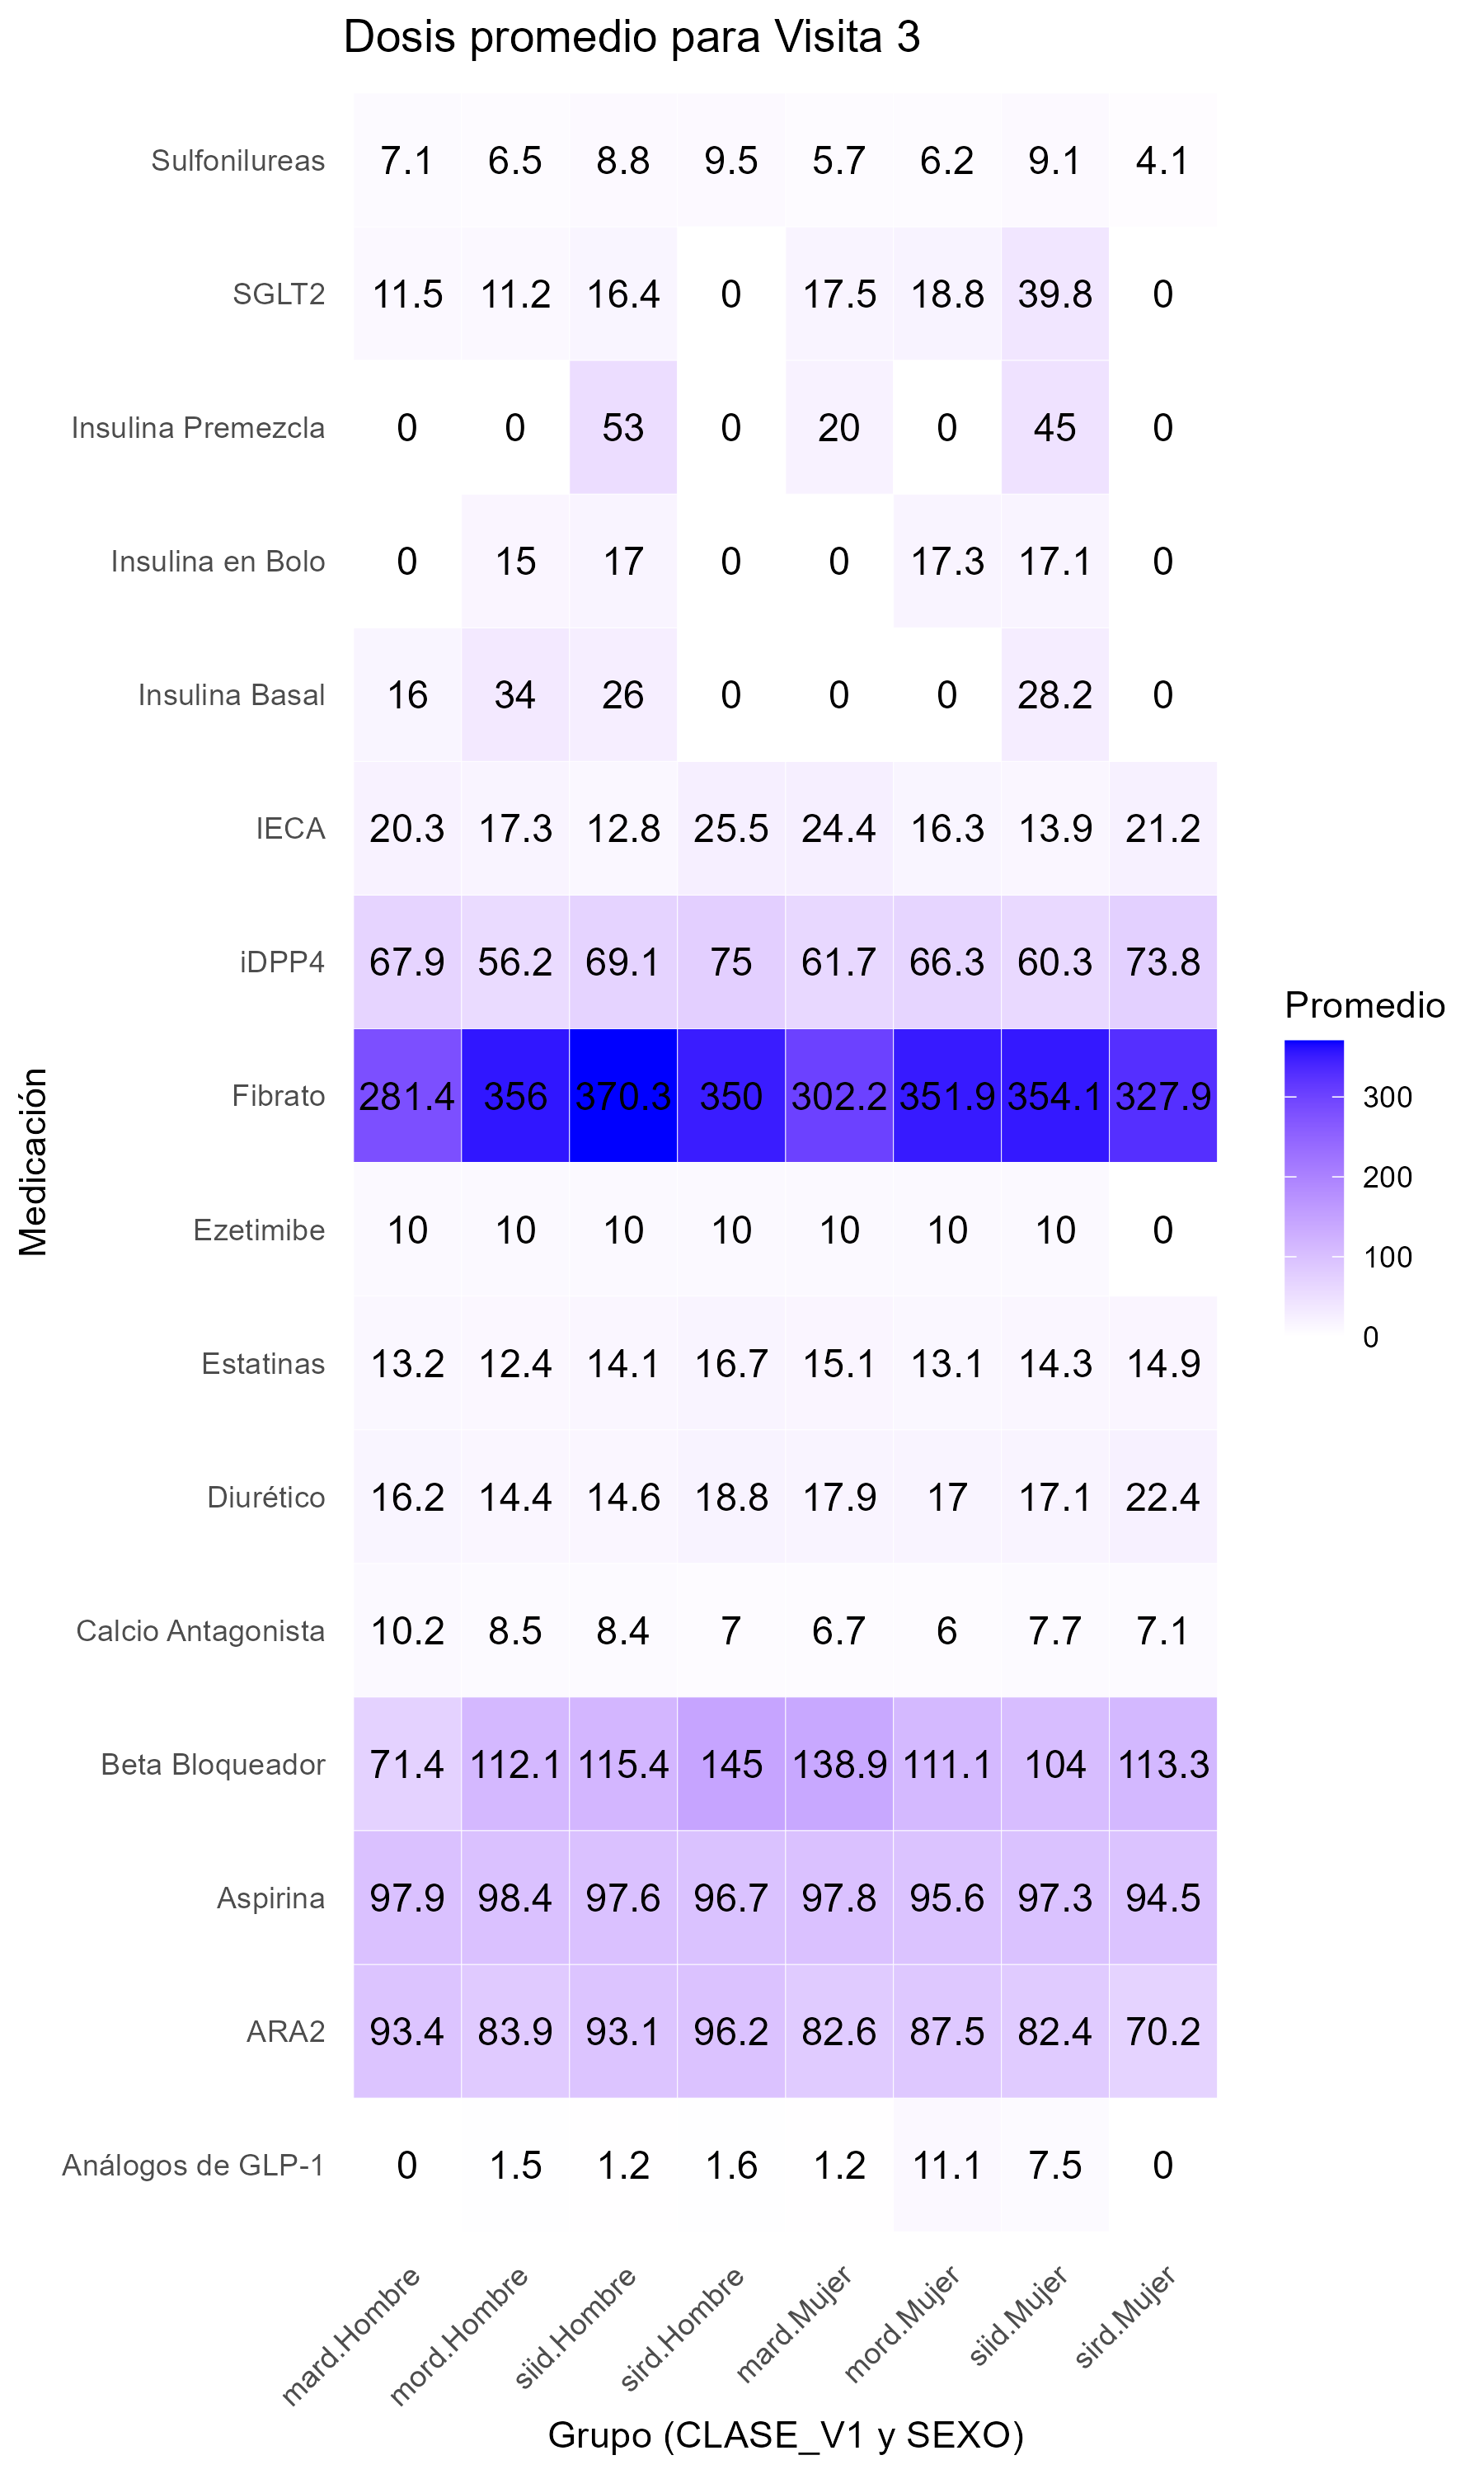 Dosis promedio para Visita 3
Sulfonilureas 7.1 6.5 8.8 9.5 5.7 6.2 9.1 4.1
SGLT2 11.5 11.2 16.4 0 17.5 18.8 39.8 0
Insulina Premezcla 0 0 53 0 20 0 45 0
Insulina en Bolo 0 15 17 0 0 17.3 17.1 0
Insulina Basal 16 34 26 0 0 0 28.2 0
IECA 20.3 17.3 12.8 25.5 24.4 16.3 13.9 21.2
iDPP4 67.9 56.2 69.1 75 61.7 66.3 60.3 73.8
Fibrato 281.4 356 370.3 350 302.2 351.9 354.1 327.9
Ezetimibe 10 10 10 10 10 10 10 0
Estatinas 13.2 12.4 14.1 16.7 15.1 13.1 14.3 14.9
Diurético 16.2 14.4 14.6 18.8 17.9 17 17.1 22.4
Calcio Antagonista 10.2 8.5 8.4 7 6.7 6 7.7 7.1
Beta Bloqueador 71.4 112.1 115.4 145 138.9 111.1 104 113.3
Aspirina 97.9 98.4 97.6 96.7 97.8 95.6 97.3 94.5
ARA2 93.4 83.9 93.1 96.2 82.6 87.5 82.4 70.2
Análogos de GLP-1 0 1.5 1.2 1.6 1.2 11.1 7.5 0
mard.Hombre mord.Hombre siid.Hombre sird.Hombre mard.Mujer mord.Mujer siid.Mujer sird.Mujer
Grupo (CLASE_V1 y SEXO)
Medicación
Promedio
300
200
100
0